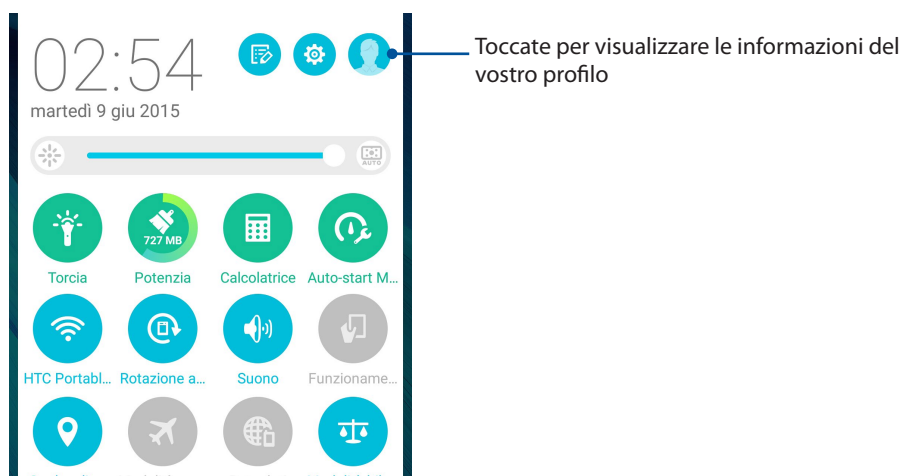 02:54
martedì 9 giu 2015
Toccate per visualizzare le informazioni del
vostro profilo
AUTO
727 MB
Torcia Potenzia Calcolatrice Auto-start M...
HTC Portabl... Rotazione a... Suono Funzioname...